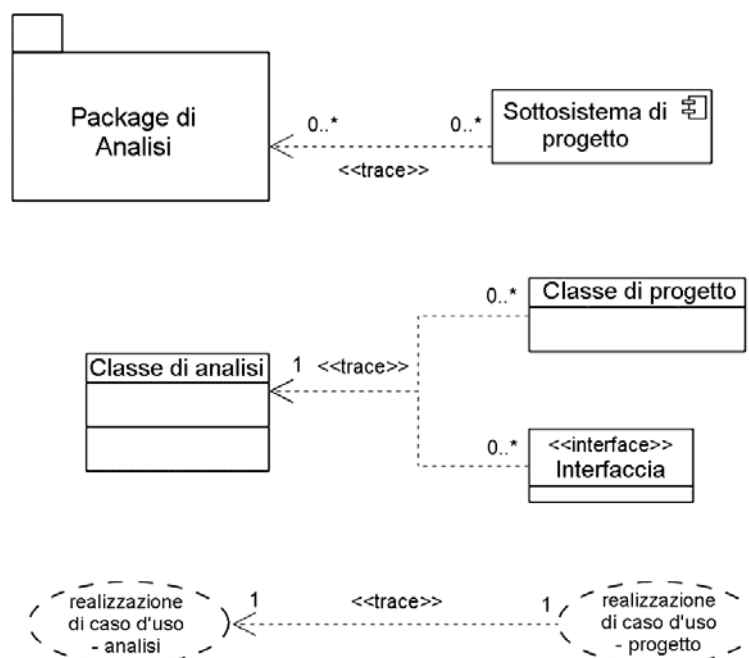 Package di
Analisi
0..*
0..*
<<trace>>
Sottosistema di
progetto
Classe di analisi
1
<<trace>>
0..*
Classe di progetto
0..*
<<interface>>
Interfaccia
realizzazione
di caso d'uso
- analisi
1
<<trace>>
1
realizzazione
di caso d'uso
- progetto